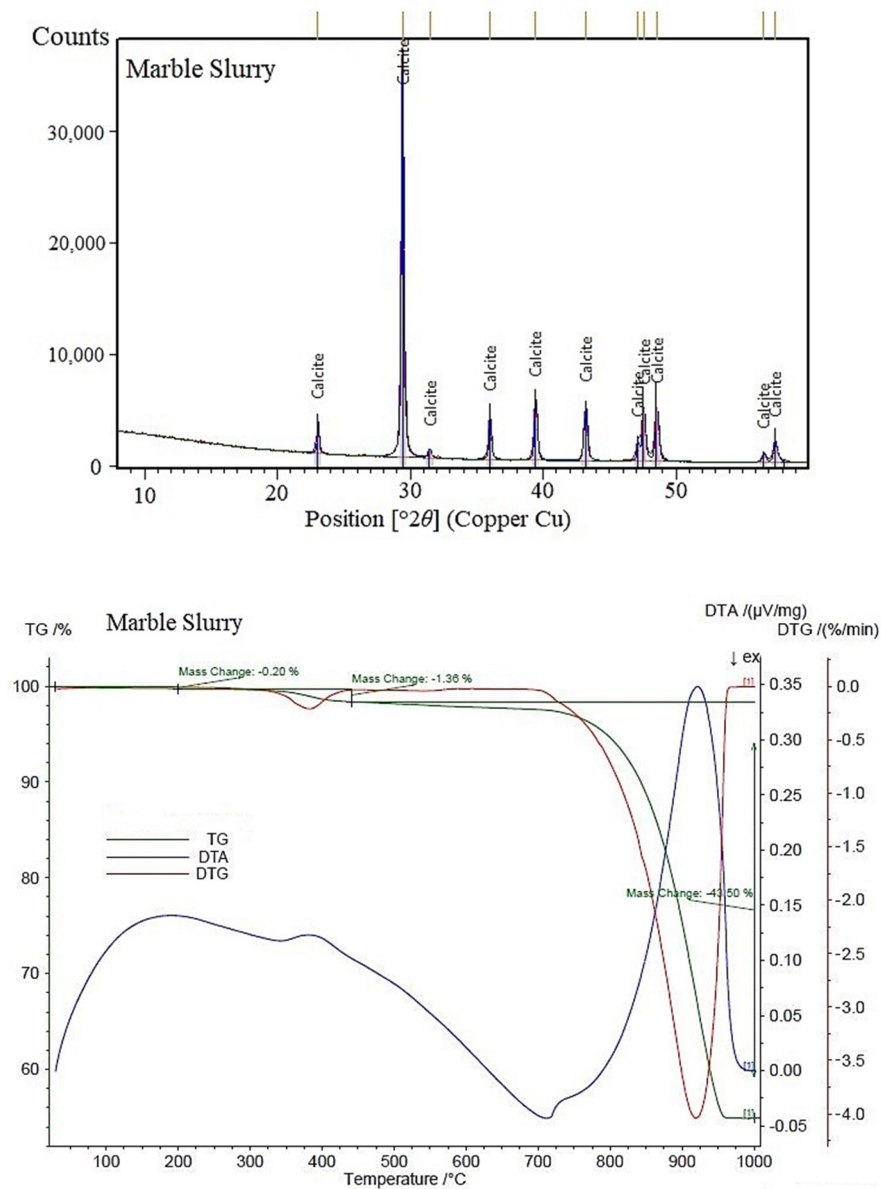 Counts
Marble Slurry
Calcite
Calcite
Calcite
Calcite
Calcite
Calcite
Calcite
Calcite
Calcite
Calcite
Calcite
30,000
20,000
10,000
0
10 20 30 40 50
Position [°2θ] (Copper Cu)
TG /%
Marble Slurry
DTA /(µV/mg)
DTG /(%/min)
↓ ex
Mass Change: -0.20 %
Mass Change: -1.36 %
Mass Change: -43.50 %
[1]
[1]
[1]
100
90
80
70
60
TG
DTA
DTG
0.35
0.30
0.25
0.20
0.15
0.10
0.05
0.00
-0.05
0.0
-0.5
-1.0
-1.5
-2.0
-2.5
-3.0
-3.5
-4.0
100 200 300 400 500 600 700 800 900 1000
Temperature /°C